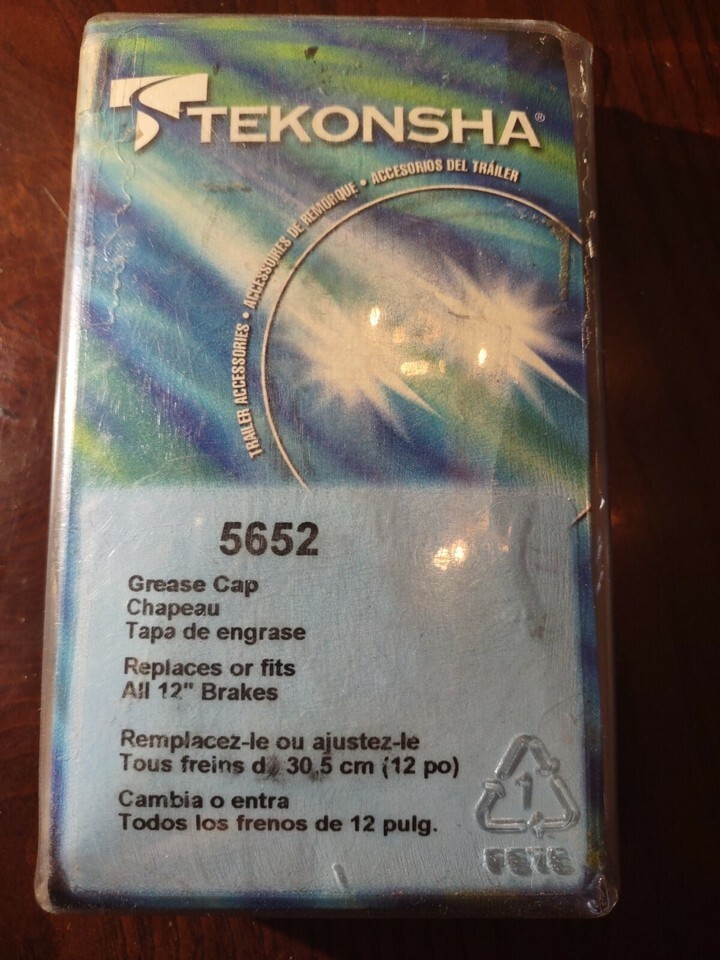 TEKONSHA®
TRAILER ACCESSORIES • ACCESSOIRES DE REMORQUE • ACCESORIOS DEL TRÁILER
5652
Grease Cap
Chapeau
Tapa de engrase
Replaces or fits
All 12" Brakes
Remplacez-le ou ajustez-le
Tous freins de 30,5 cm (12 po)
Cambia o entra
Todos los frenos de 12 pulg.
1
PETE